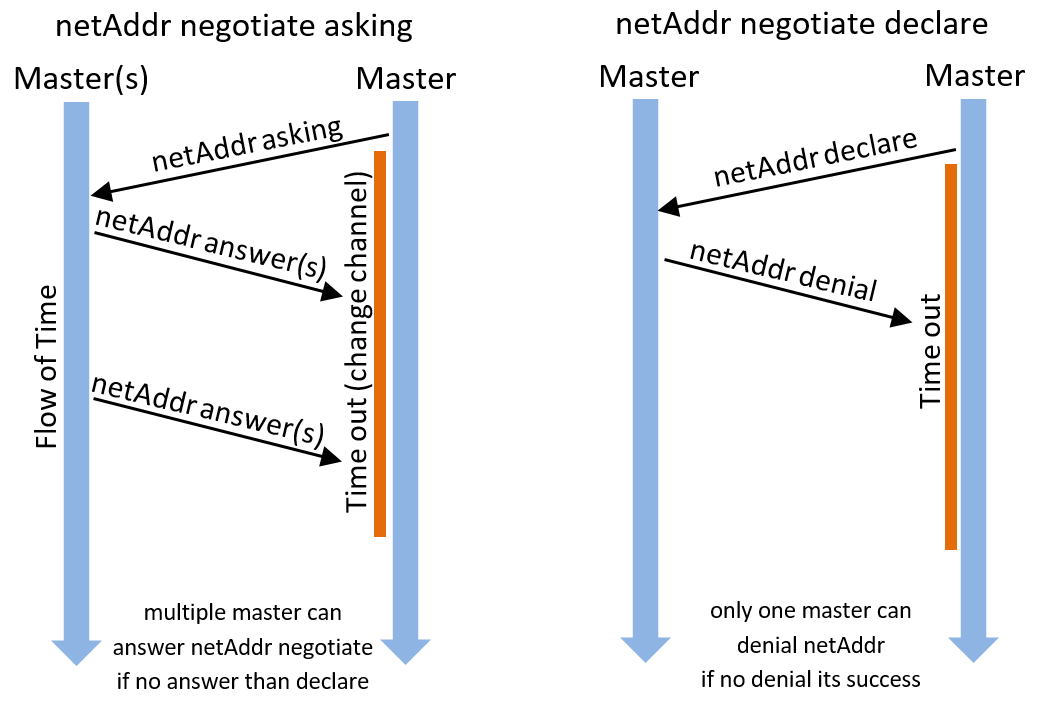 netAddr negotiate asking
Master(s)
Master
netAddr asking
netAddr answer(s)
netAddr answer(s)
Flow of Time
Time out (change channel)
multiple master can
answer netAddr negotiate
if no answer than declare
netAddr negotiate declare
Master
Master
netAddr declare
netAddr denial
Time out
only one master can
denial netAddr
if no denial its success